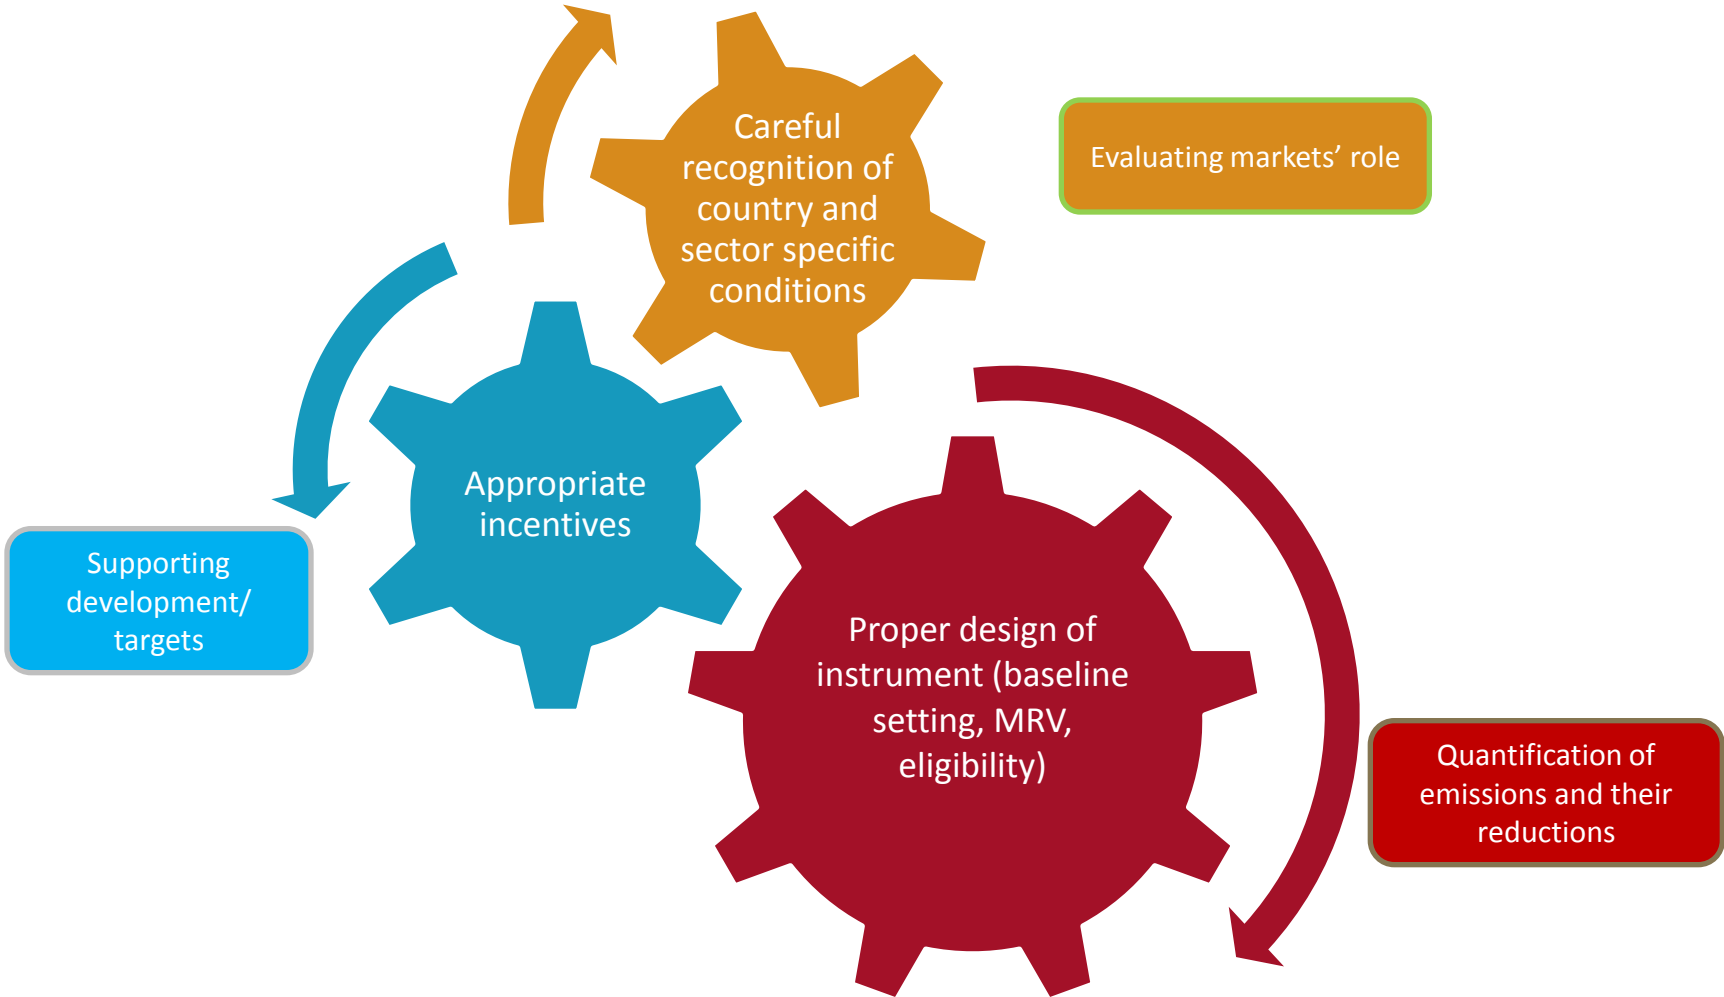 Careful
recognition of
country and
sector specific
conditions
Evaluating markets’ role
Appropriate
incentives
Supporting
development/
targets
Proper design of
instrument (baseline
setting, MRV,
eligibility)
Quantification of
emissions and their
reductions